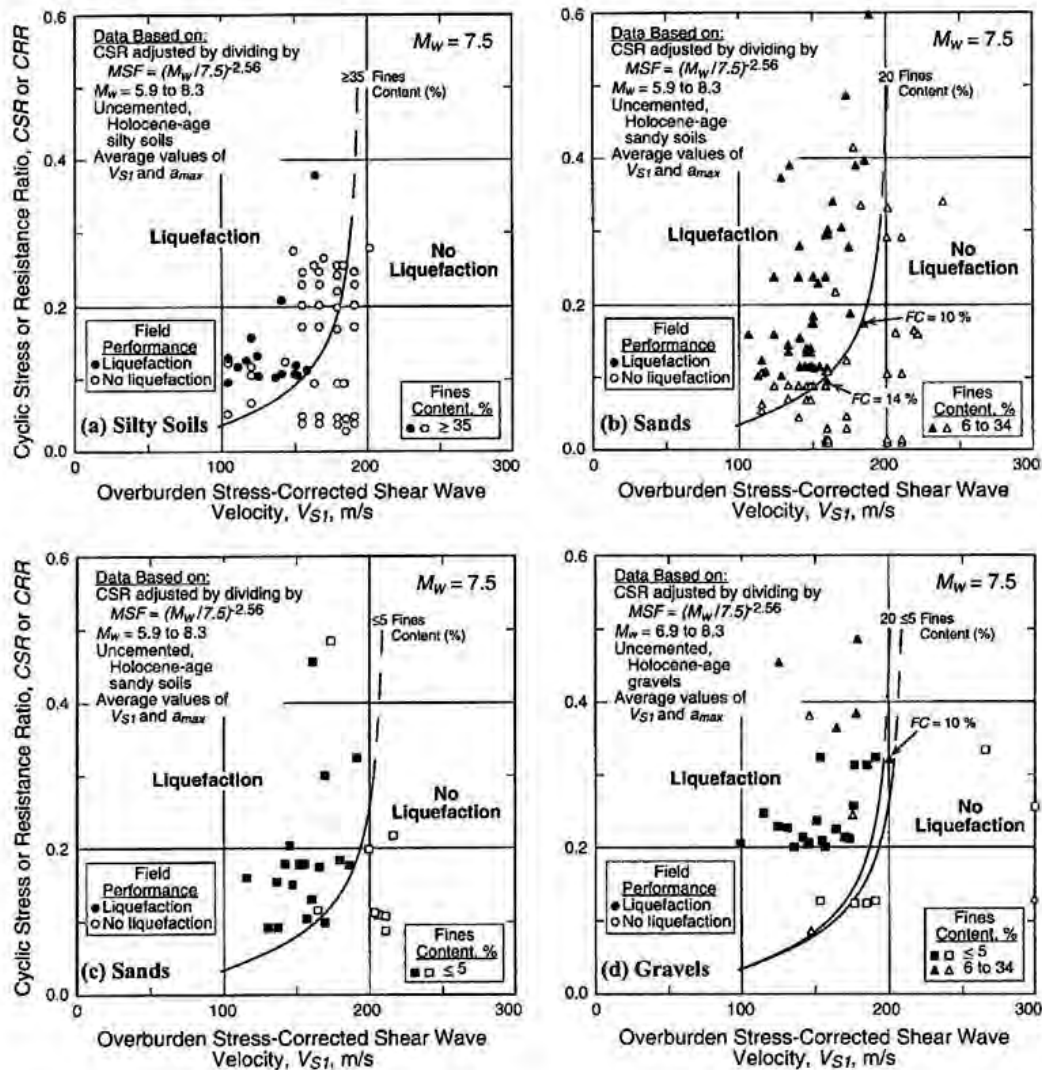 Cyclic Stress or Resistance Ratio, CSR or CRR
0.6
0.4
0.2
0.0
Data Based on:
CSR adjusted by dividing by
MSF = (Mw/7.5)-2.56
Mw = 5.9 to 8.3
Uncemented,
Holocene-age
silty soils
Average values of
VS1 and amax
Mw = 7.5
≥35 Fines
Content (%)
Liquefaction
No
Liquefaction
Field
Performance
● Liquefaction
○ No liquefaction
(a) Silty Soils
Fines
Content, %
● ○ ≥ 35
0 100 200 300
Overburden Stress-Corrected Shear Wave
Velocity, VS1, m/s
0.6
0.4
0.2
0.0
Data Based on:
CSR adjusted by dividing by
MSF = (Mw/7.5)-2.56
Mw = 5.9 to 8.3
Uncemented,
Holocene-age
sandy soils
Average values of
VS1 and amax
Mw = 7.5
20 Fines
Content (%)
Liquefaction
No
Liquefaction
FC = 10 %
FC = 14 %
Field
Performance
● Liquefaction
○ No liquefaction
(b) Sands
Fines
Content, %
▲ △ 6 to 34
0 100 200 300
Overburden Stress-Corrected Shear Wave
Velocity, VS1, m/s
Cyclic Stress or Resistance Ratio, CSR or CRR
0.6
0.4
0.2
0.0
Data Based on:
CSR adjusted by dividing by
MSF = (Mw/7.5)-2.56
Mw = 5.9 to 8.3
Uncemented,
Holocene-age
sandy soils
Average values of
VS1 and amax
Mw = 7.5
≤5 Fines
Content (%)
Liquefaction
No
Liquefaction
Field
Performance
● Liquefaction
○ No liquefaction
(c) Sands
Fines
Content, %
■ □ ≤ 5
0 100 200 300
Overburden Stress-Corrected Shear Wave
Velocity, VS1, m/s
0.6
0.4
0.2
0.0
Data Based on:
CSR adjusted by dividing by
MSF = (Mw/7.5)-2.56
Mw = 6.9 to 8.3
Uncemented,
Holocene-age
gravels
Average values of
VS1 and amax
Mw = 7.5
20 ≤5 Fines
Content (%)
FC = 10 %
Liquefaction
No
Liquefaction
Field
Performance
● Liquefaction
○ No liquefaction
(d) Gravels
Fines
Content, %
■ □ ≤ 5
▲ △ 6 to 34
0 100 200 300
Overburden Stress-Corrected Shear Wave
Velocity, VS1, m/s